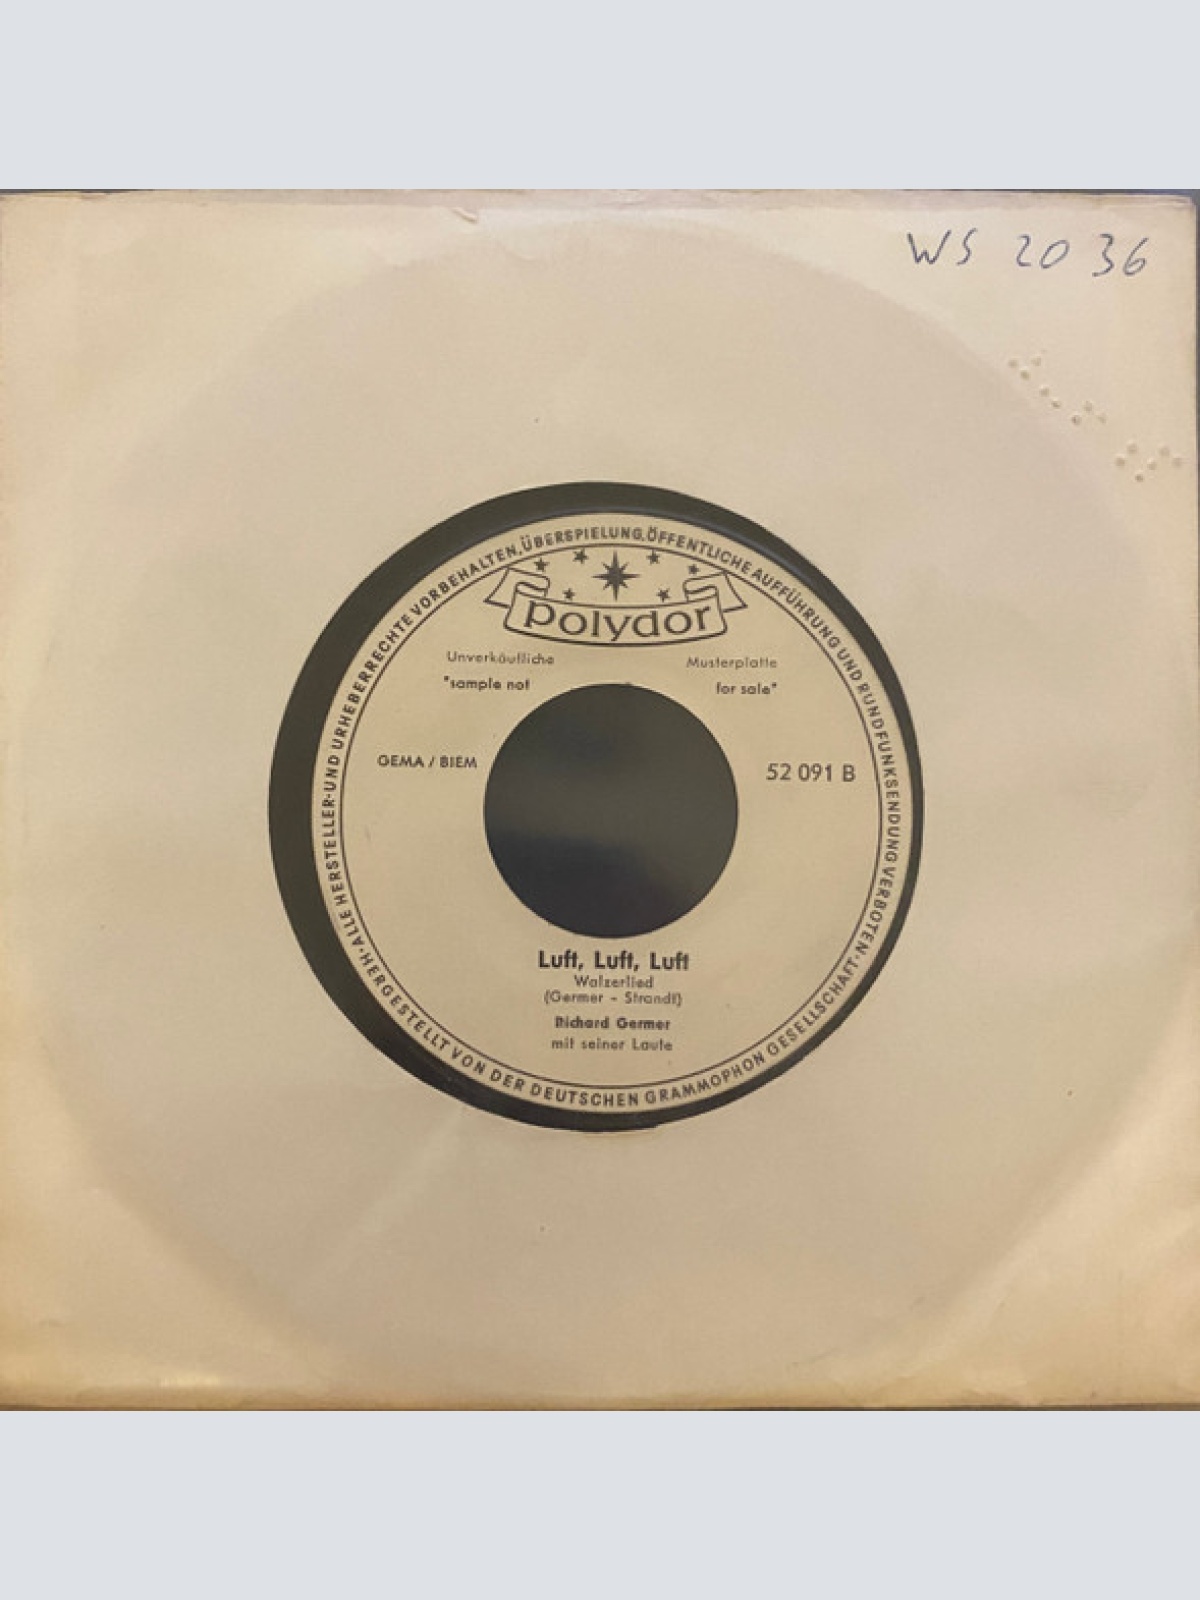 WS 20 36
ALLE HERSTELLER- UND URHEBERRECHTE VORBEHALTEN, ÜBERSPIELUNG, ÖFFENTLICHE AUFFÜHRUNG UND RUNDFUNKSENDUNG VERBOTEN·
polydor
Unverkäufliche Musterplatte
"sample not for sale"
GEMA / BIEM
52 091 B
Luft, Luft, Luft
Walzerlied
(Germer - Strandt)
Richard Germer
mit seiner Laute
·HERGESTELLT VON DER DEUTSCHEN GRAMMOPHON GESELLSCHAFT·